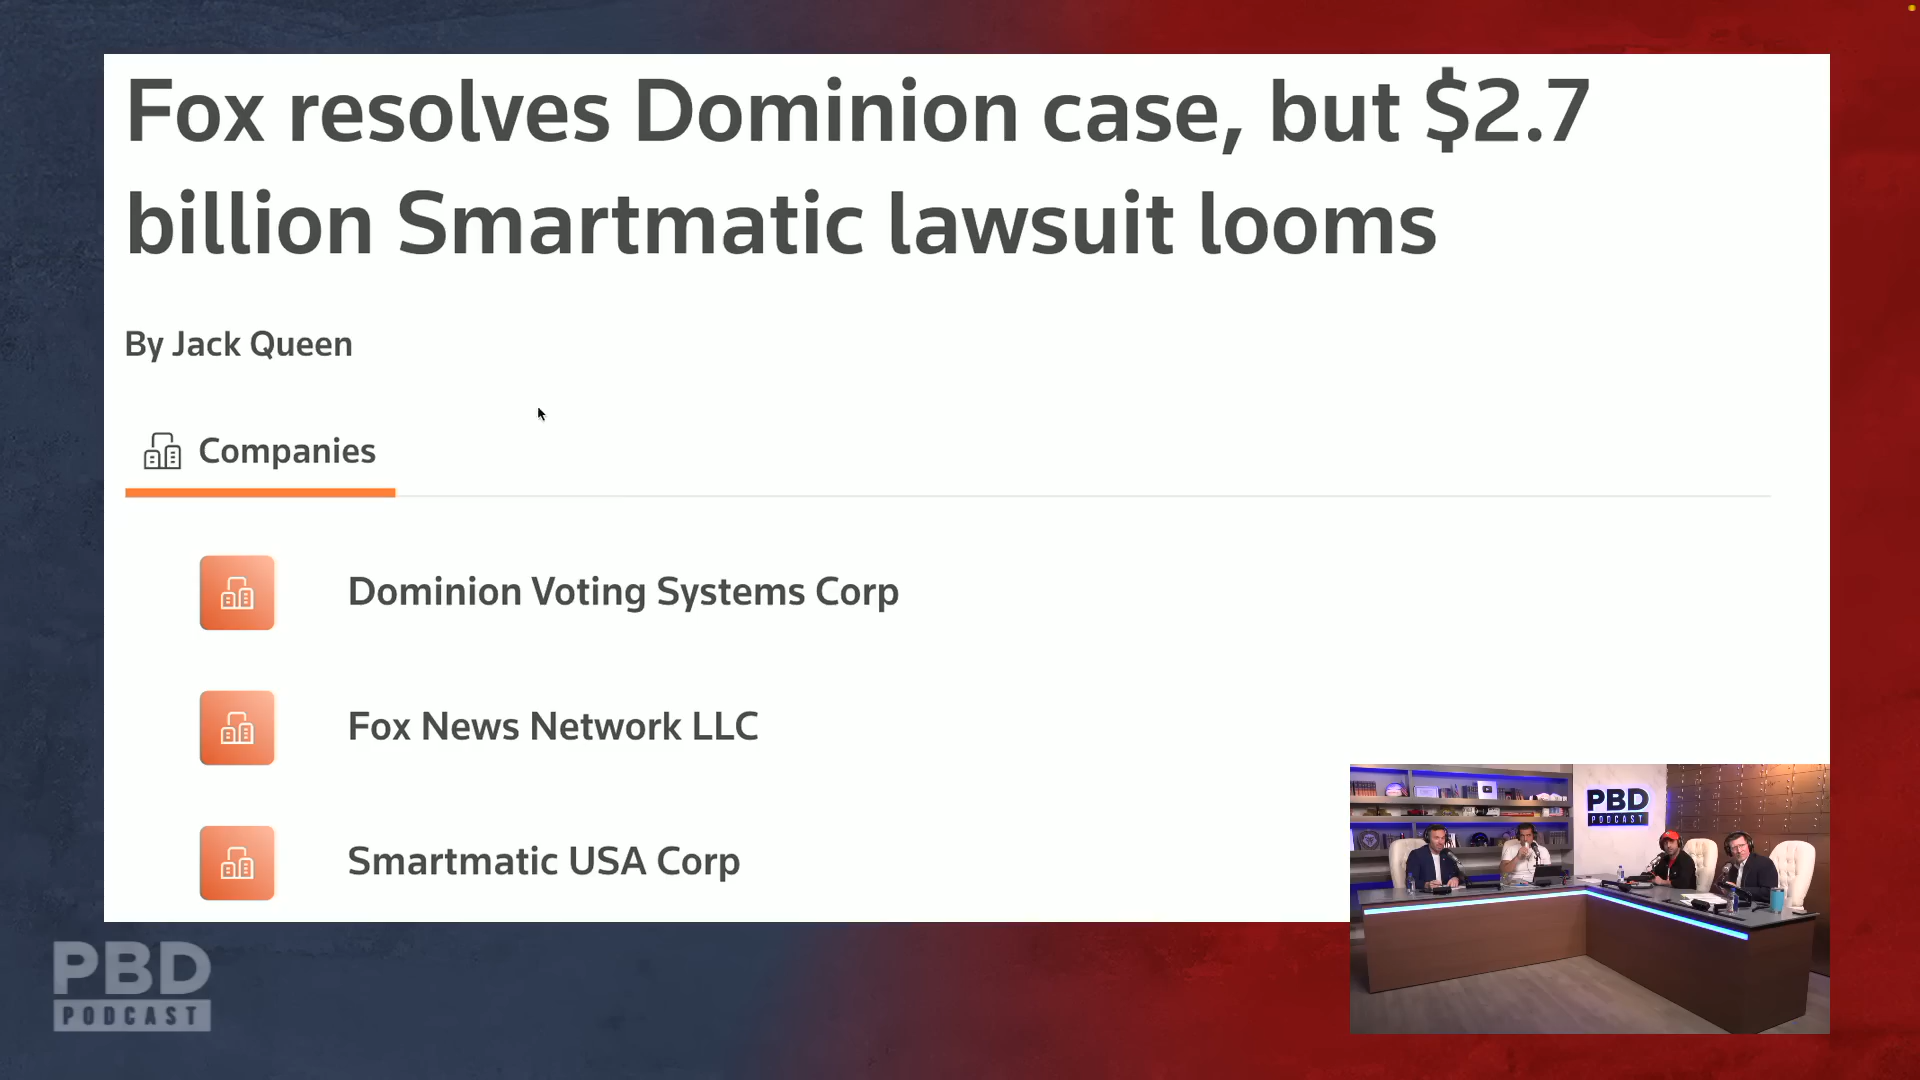 Fox resolves Dominion case, but $2.7
billion Smartmatic lawsuit looms
By Jack Queen
Companies
Dominion Voting Systems Corp
Fox News Network LLC
Smartmatic USA Corp
PBD
PODCAST
PBD
PODCAST